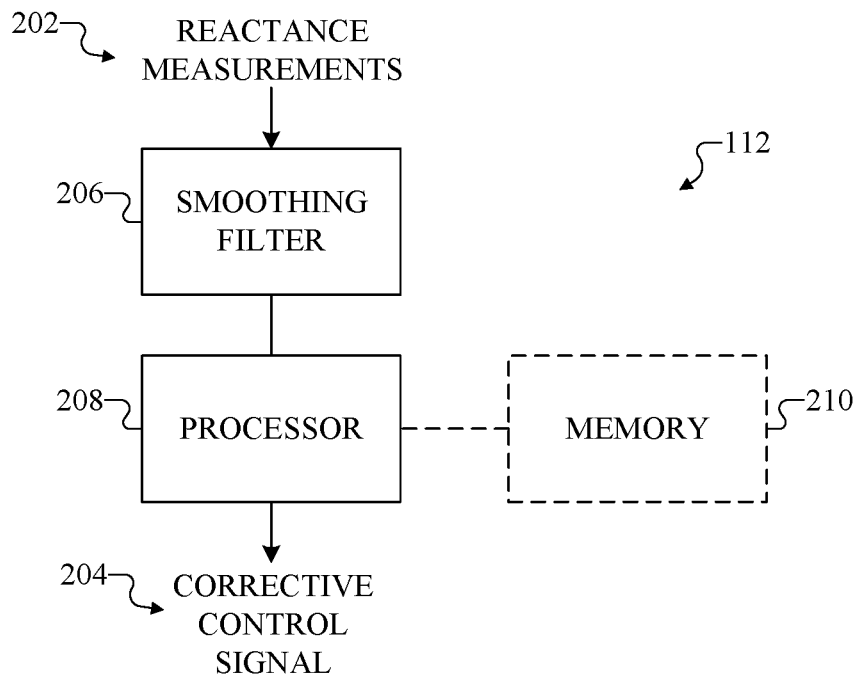 202
REACTANCE
MEASUREMENTS
112
206
SMOOTHING
FILTER
208
PROCESSOR
MEMORY
210
204
CORRECTIVE
CONTROL
SIGNAL